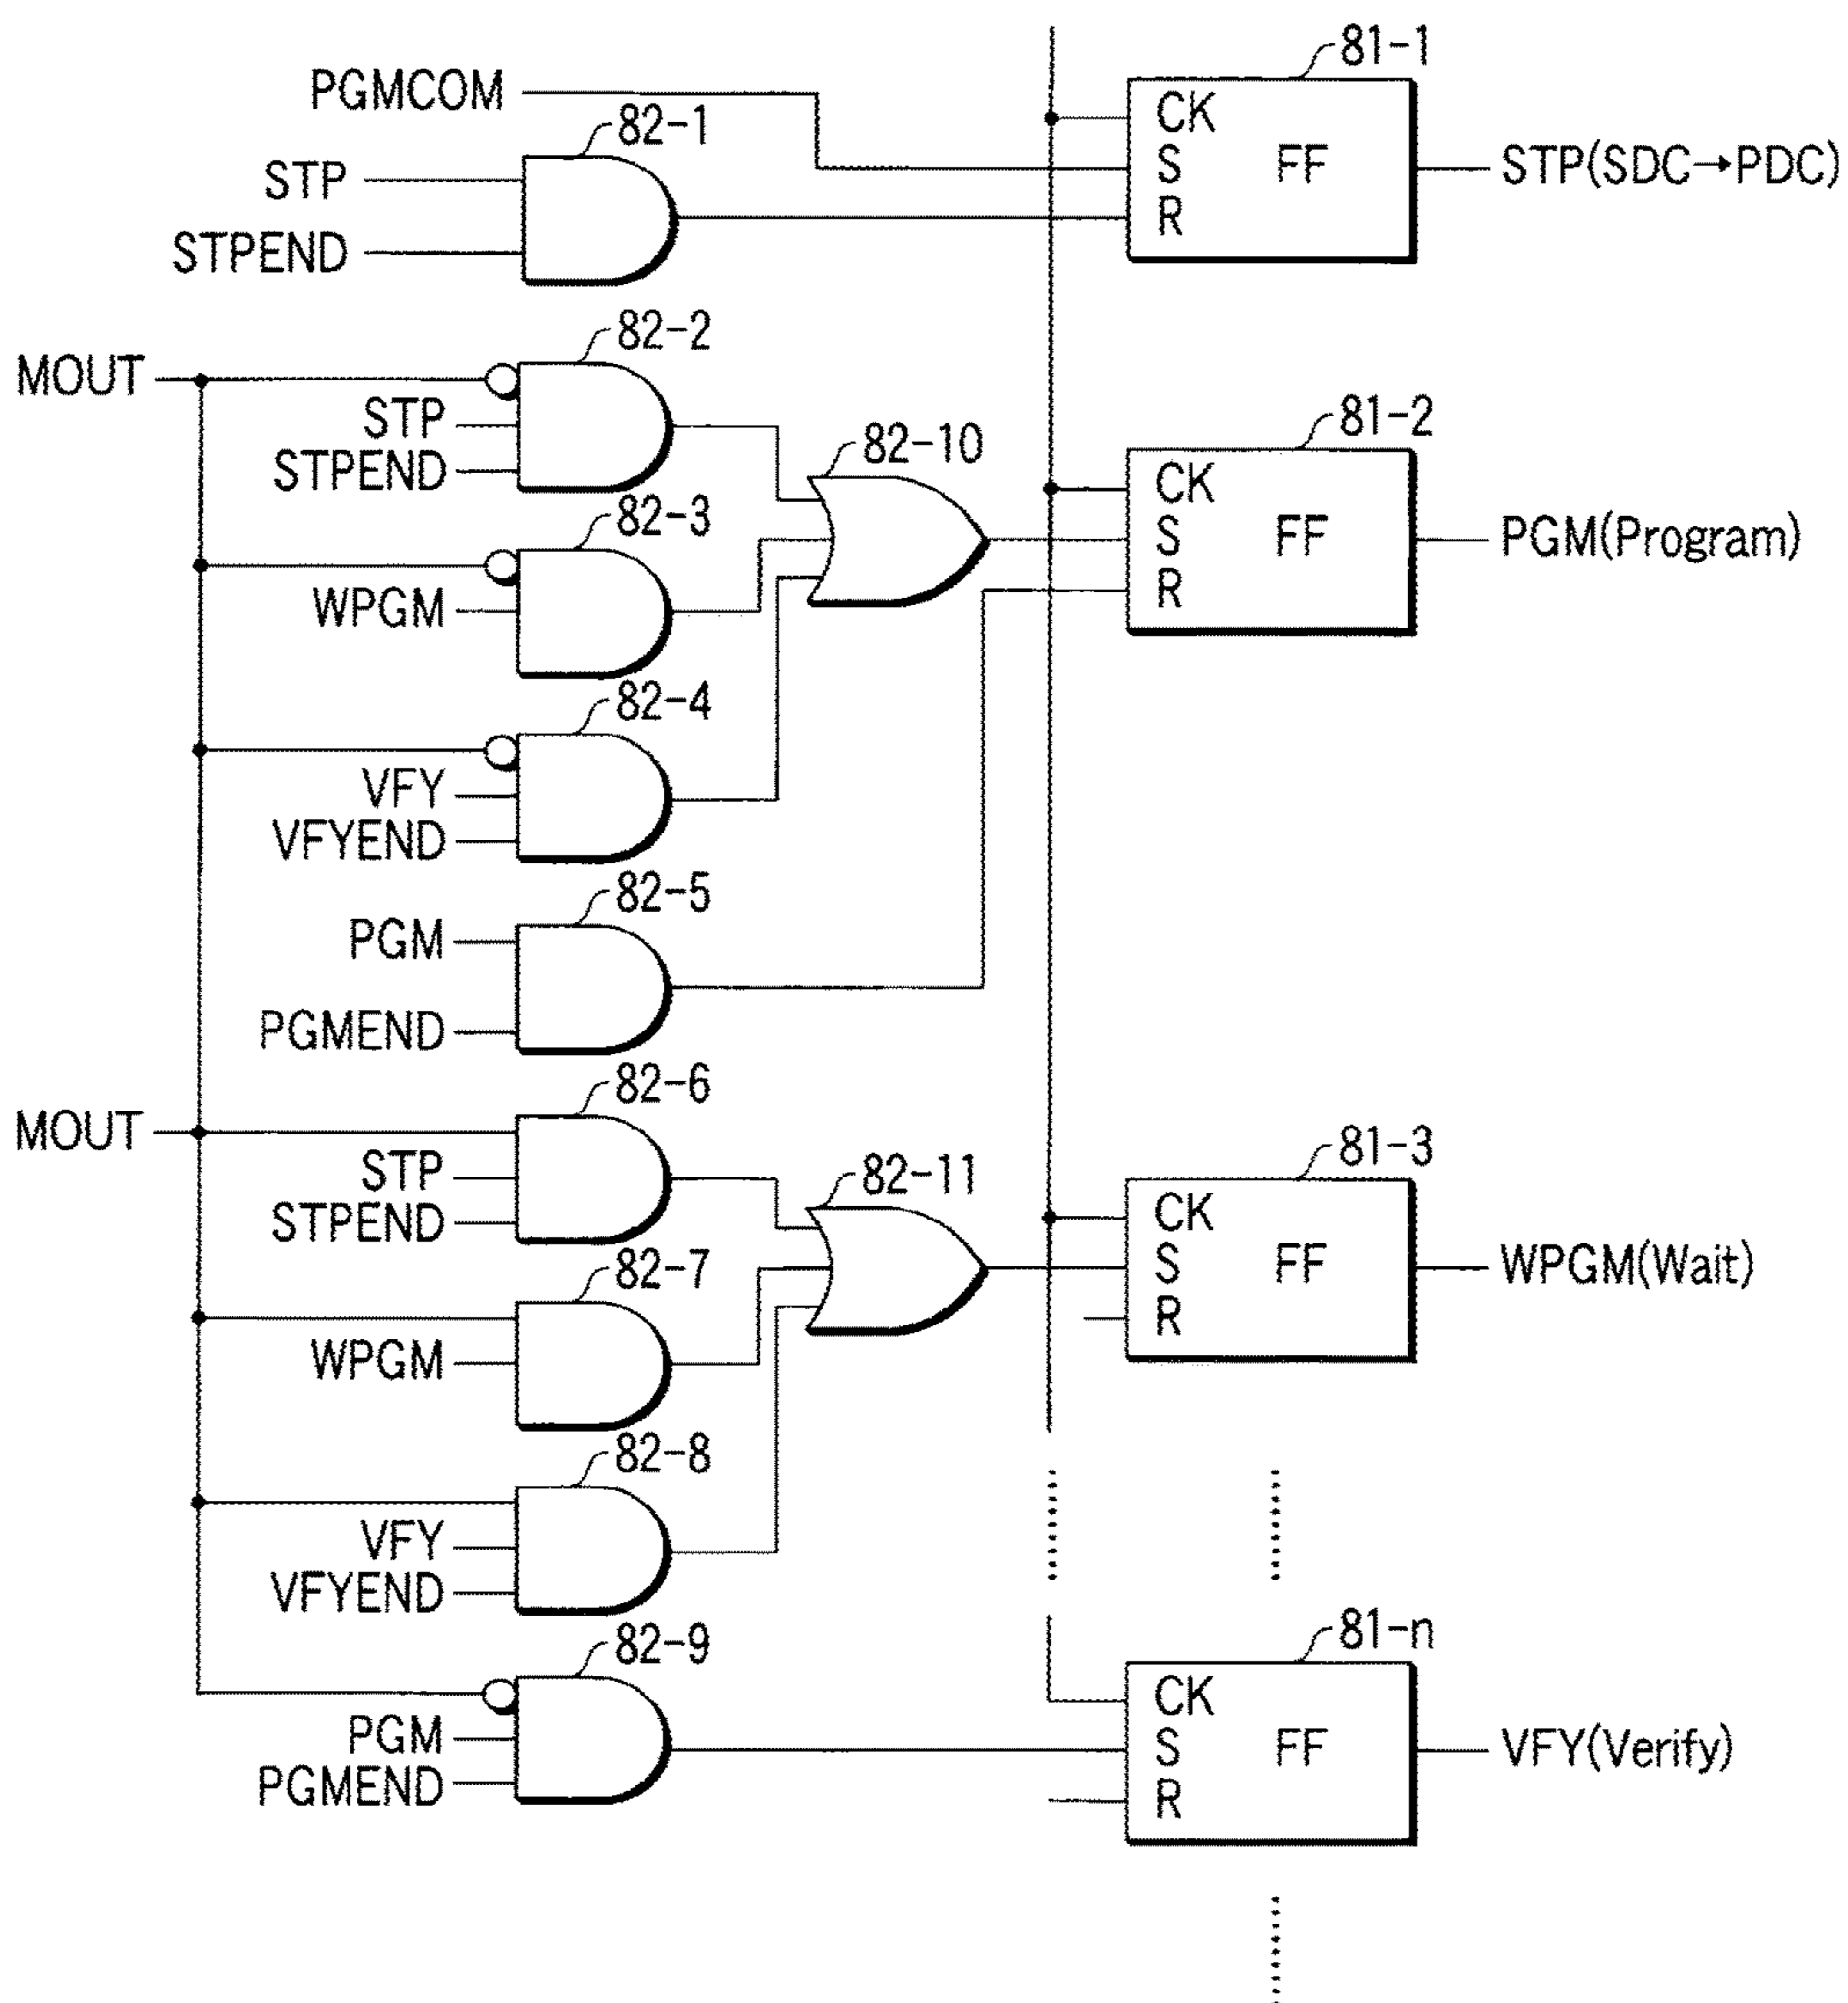 81-1
PGMCOM
CK
82-1
STP
S
FF
STP(SDC→PDC)
R
STPEND
82-2
MOUT
STP
STPEND
82-10
81-2
CK
82-3
S
FF
PGM(Program)
WPGM
R
82-4
VFY
VFYEND
82-5
PGM
PGMEND
82-6
MOUT
STP
STPEND
82-11
81-3
CK
82-7
S
FF
WPGM(Wait)
R
WPGM
82-8
VFY
VFYEND
82-9
81-n
CK
PGM
S
FF
VFY(Verify)
PGMEND
R